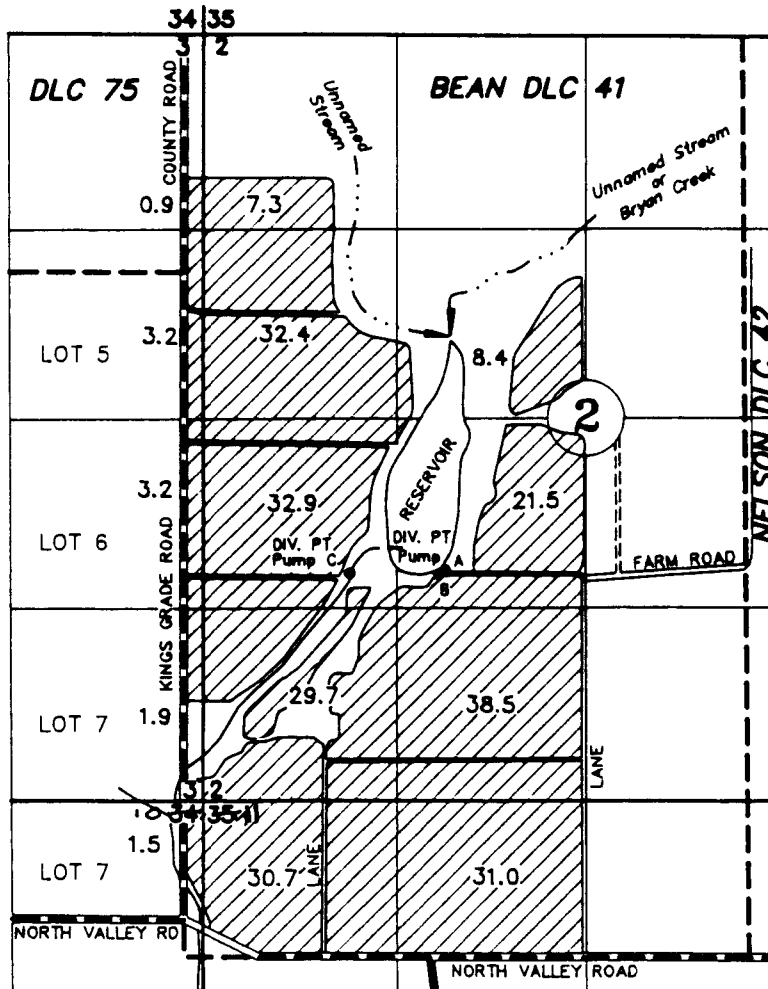 34 35
3 2
DLC 75
BEAN DLC 41
COUNTY ROAD
Unnamed
Stream
Unnamed Stream
or
Bryan Creek
0.9
7.3
3.2
32.4
LOT 5
8.4
2
NELSON DLC 42
RESERVOIR
3.2
32.9
21.5
LOT 6
DIV. PT
Pump C
DIV. PT
Pump
A
B
FARM ROAD
KINGS GRADE ROAD
29.7
38.5
1.9
LOT 7
LANE
3 2
34 35
1.5
LOT 7
30.7
LANE
31.0
NORTH VALLEY RD
NORTH VALLEY ROAD